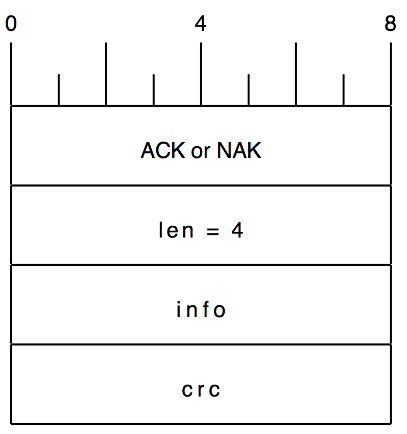 0 4 8
ACK or NAK
len = 4
info
crc